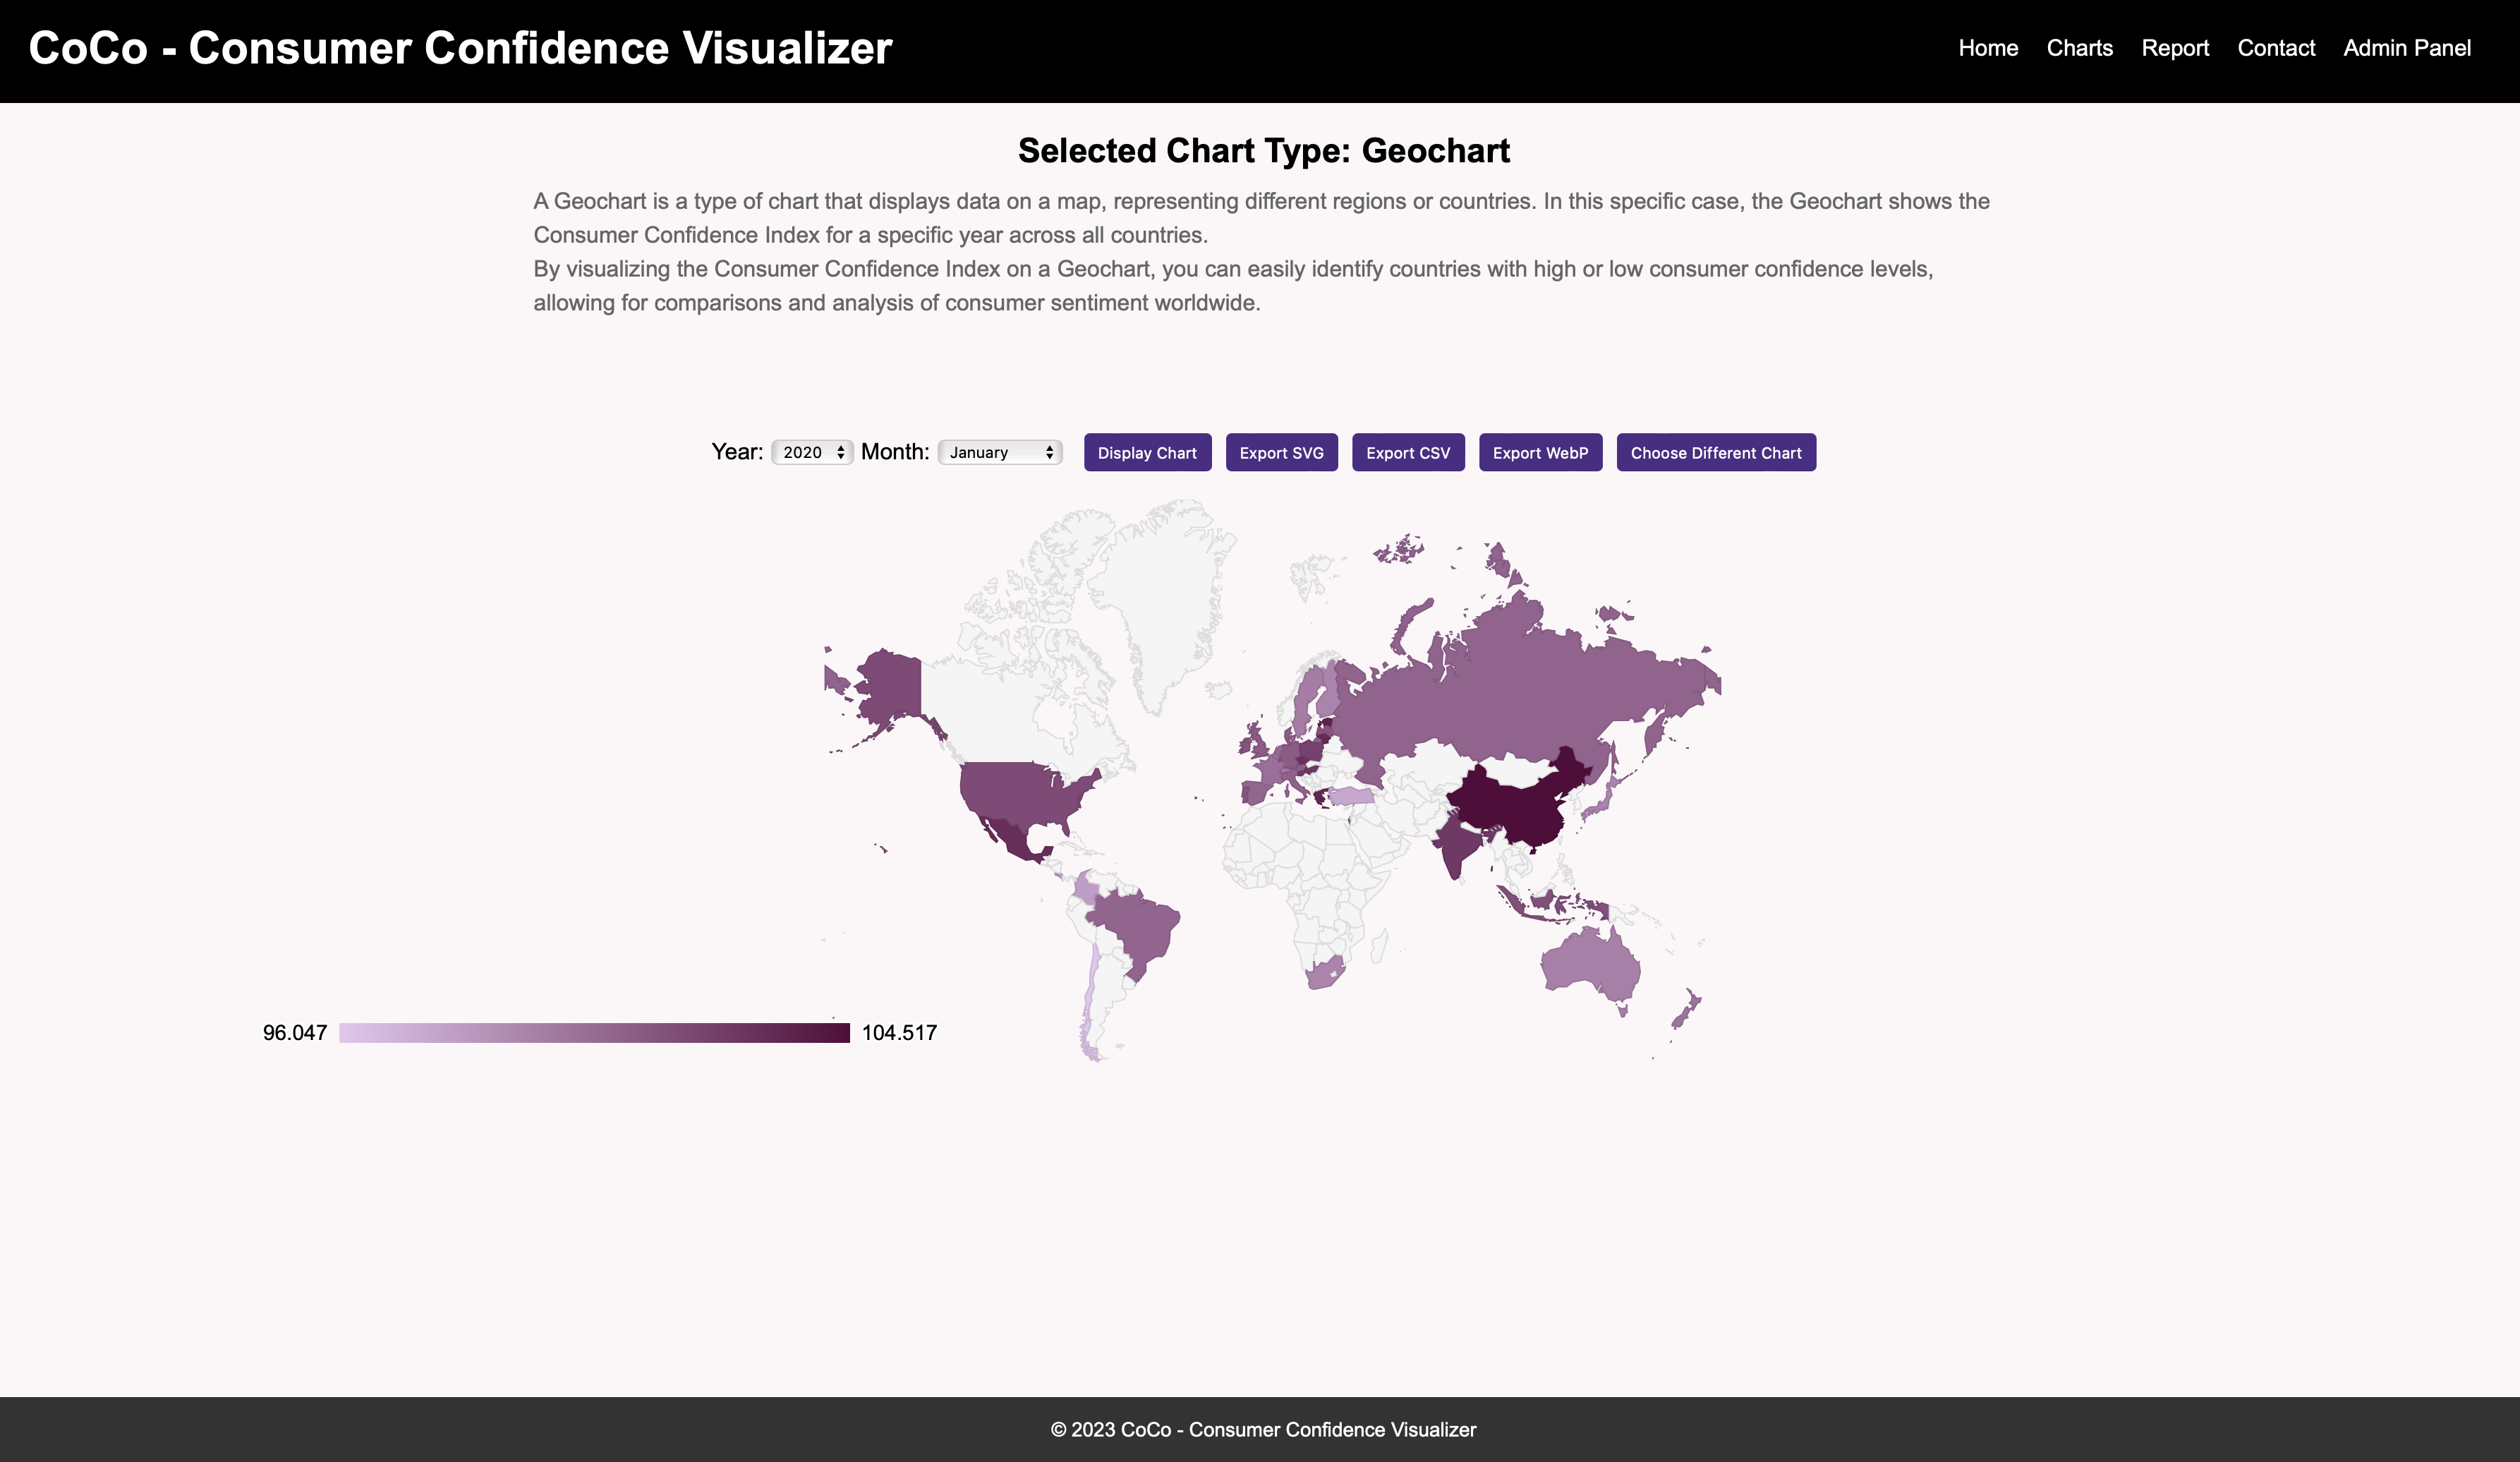 CoCo - Consumer Confidence Visualizer
Home Charts Report Contact Admin Panel
Selected Chart Type: Geochart
A Geochart is a type of chart that displays data on a map, representing different regions or countries. In this specific case, the Geochart shows the
Consumer Confidence Index for a specific year across all countries.
By visualizing the Consumer Confidence Index on a Geochart, you can easily identify countries with high or low consumer confidence levels,
allowing for comparisons and analysis of consumer sentiment worldwide.
Year: 2020 Month: January Display Chart Export SVG Export CSV Export WebP Choose Different Chart
96.047 104.517
© 2023 CoCo - Consumer Confidence Visualizer